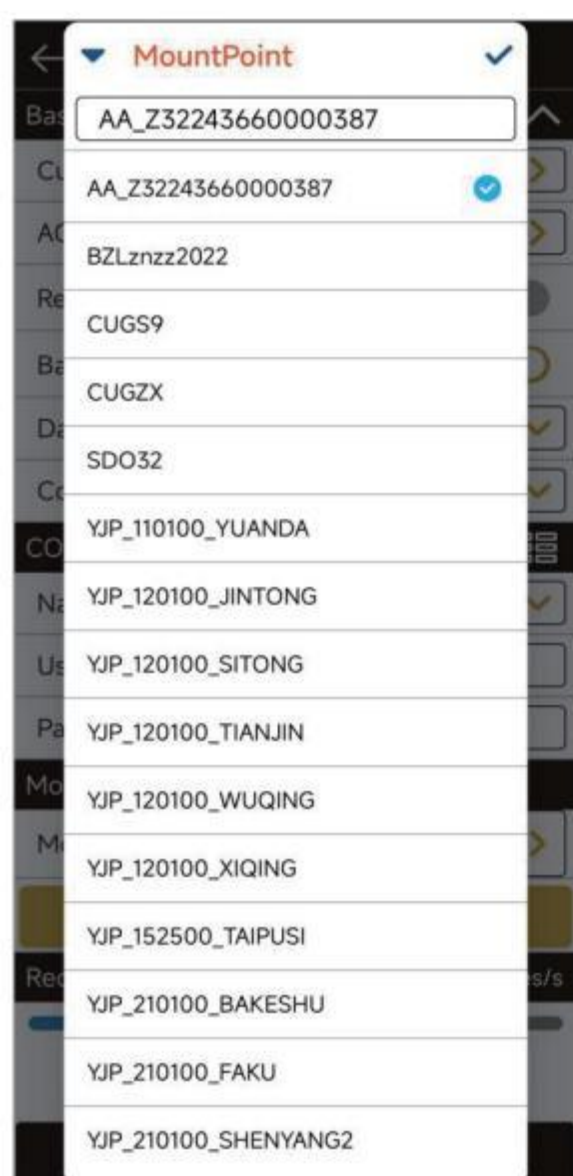 MountPoint
AA_Z32243660000387
AA_Z32243660000387
BZLznzz2022
CUGS9
CUGZX
SDO32
YJP_110100_YUANDA
YJP_120100_JINTONG
YJP_120100_SITONG
YJP_120100_TIANJIN
YJP_120100_WUQING
YJP_120100_XIQING
YJP_152500_TAIPUSI
YJP_210100_BAKESHU
YJP_210100_FAKU
YJP_210100_SHENYANG2